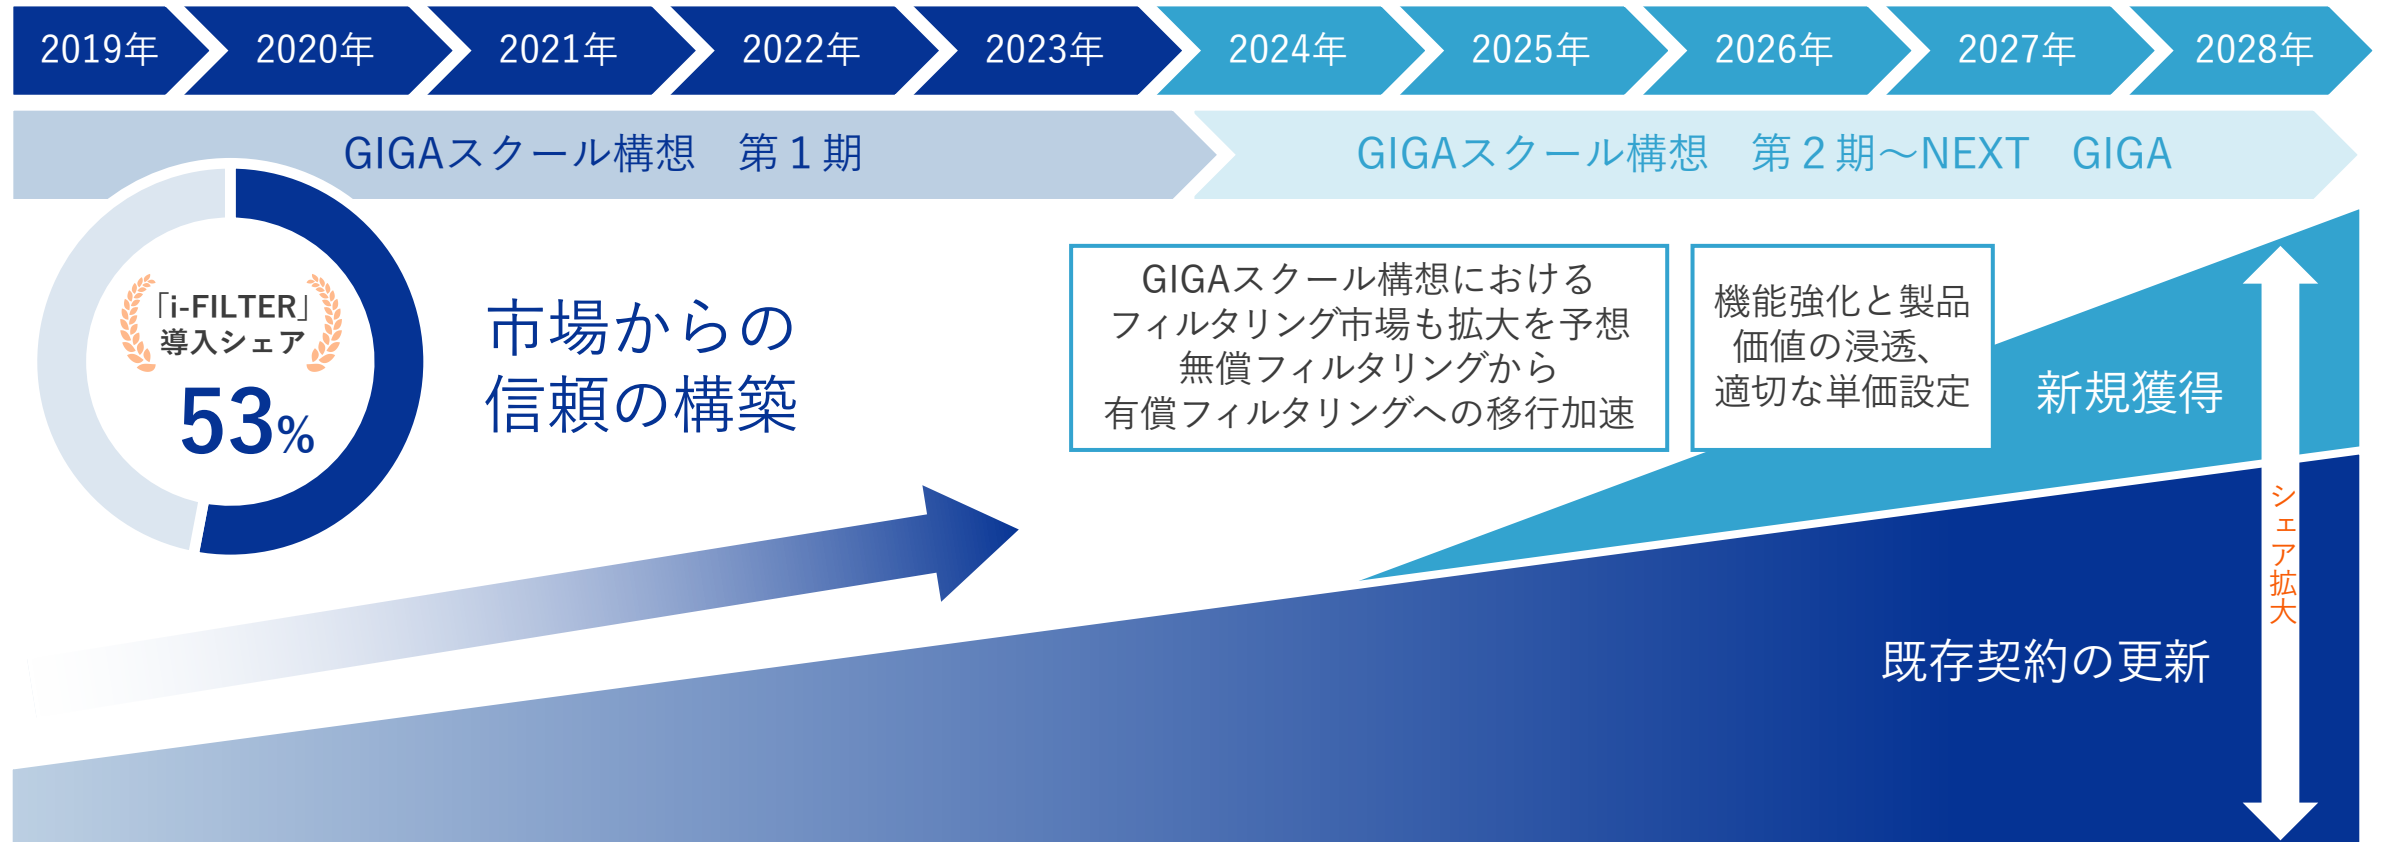 2019年
2020年
2021年
2022年
2023年
2024年
2025年
2026年
2027年
2028年
GIGAスクール構想　第１期
GIGAスクール構想　第２期～NEXT　GIGA
「i-FILTER」
導入シェア
53%
市場からの
信頼の構築
GIGAスクール構想における
フィルタリング市場も拡大を予想
無償フィルタリングから
有償フィルタリングへの移行加速
機能強化と製品
価値の浸透、
適切な単価設定
新規獲得
シェア拡大
既存契約の更新